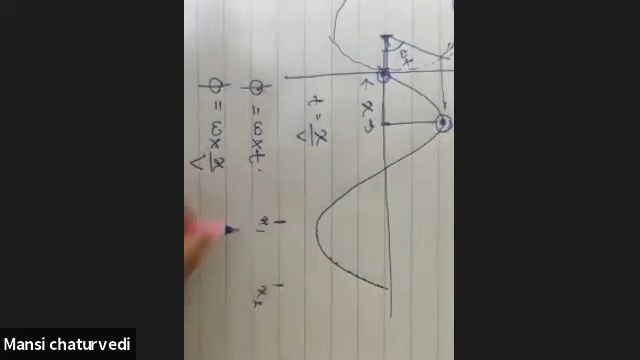 ωt
← x →
t = x/v
ϕ = ω × t.
ϕ = ω × x/v
x₁
x₂
Mansi chaturvedi